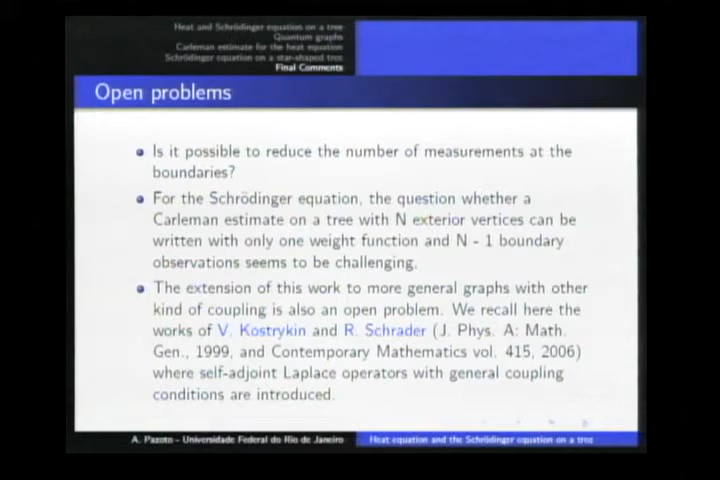 Heat and Schrödinger equation on a tree
Quantum graphs
Carleman estimate for the heat equation
Schrödinger equation on a star-shaped tree
Final Comments
Open problems
Is it possible to reduce the number of measurements at the
boundaries?
For the Schrödinger equation, the question whether a
Carleman estimate on a tree with N exterior vertices can be
written with only one weight function and N - 1 boundary
observations seems to be challenging.
The extension of this work to more general graphs with other
kind of coupling is also an open problem. We recall here the
works of V. Kostrykin and R. Schrader (J. Phys. A: Math.
Gen., 1999, and Contemporary Mathematics vol. 415, 2006)
where self-adjoint Laplace operators with general coupling
conditions are introduced.
A. Pazoto - Universidade Federal do Rio de Janeiro
Heat equation and the Schrödinger equation on a tree